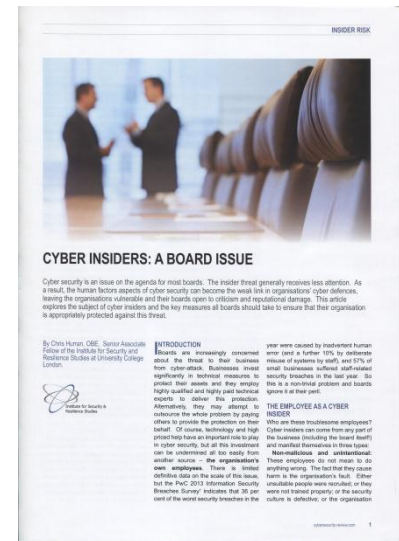 INSIDER RISK
CYBER INSIDERS: A BOARD ISSUE
Cyber security is an issue on the agenda for most boards. The insider threat generally receives less attention. As
a result, the human factors aspects of cyber security can become the weak link in organisations' cyber defences,
leaving the organisations vulnerable and their boards open to criticism and reputational damage. This article
explores the subject of cyber insiders and the key measures all boards should take to ensure that their organisation
is appropriately protected against this threat.
By Chris Hurran, OBE, Senior Associate
Fellow of the Institute for Security and
Resilience Studies at University College
London.
Institute for Security &
Resilience Studies
INTRODUCTION
Boards are increasingly concerned
about the threat to their business
from cyber-attack. Businesses invest
significantly in technical measures to
protect their assets and they employ
highly qualified and highly paid technical
experts to deliver this protection.
Alternatively, they may attempt to
outsource the whole problem by paying
others to provide the protection on their
behalf. Of course, technology and high
priced help have an important role to play
in cyber security, but all this investment
can be undermined all too easily from
another source – the organisation's
own employees. There is limited
definitive data on the scale of this issue,
but the PwC 2013 Information Security
Breaches Survey indicates that 36 per
cent of the worst security breaches in the
year were caused by inadvertent human
error (and a further 10% by deliberate
misuse of systems by staff), and 57% of
small businesses suffered staff-related
security breaches in the last year. So
this is a non-trivial problem and boards
ignore it at their peril.
THE EMPLOYEE AS A CYBER
INSIDER
Who are these troublesome employees?
Cyber insiders can come from any part of
the business (including the board itself!)
and manifest themselves in three types:
Non-malicious and unintentional:
These employees do not mean to do
anything wrong. The fact that they cause
harm is the organisation's fault. Either
unsuitable people were recruited; or they
were not trained properly; or the security
culture is defective; or the organisation
cybersecurity-review.com 1